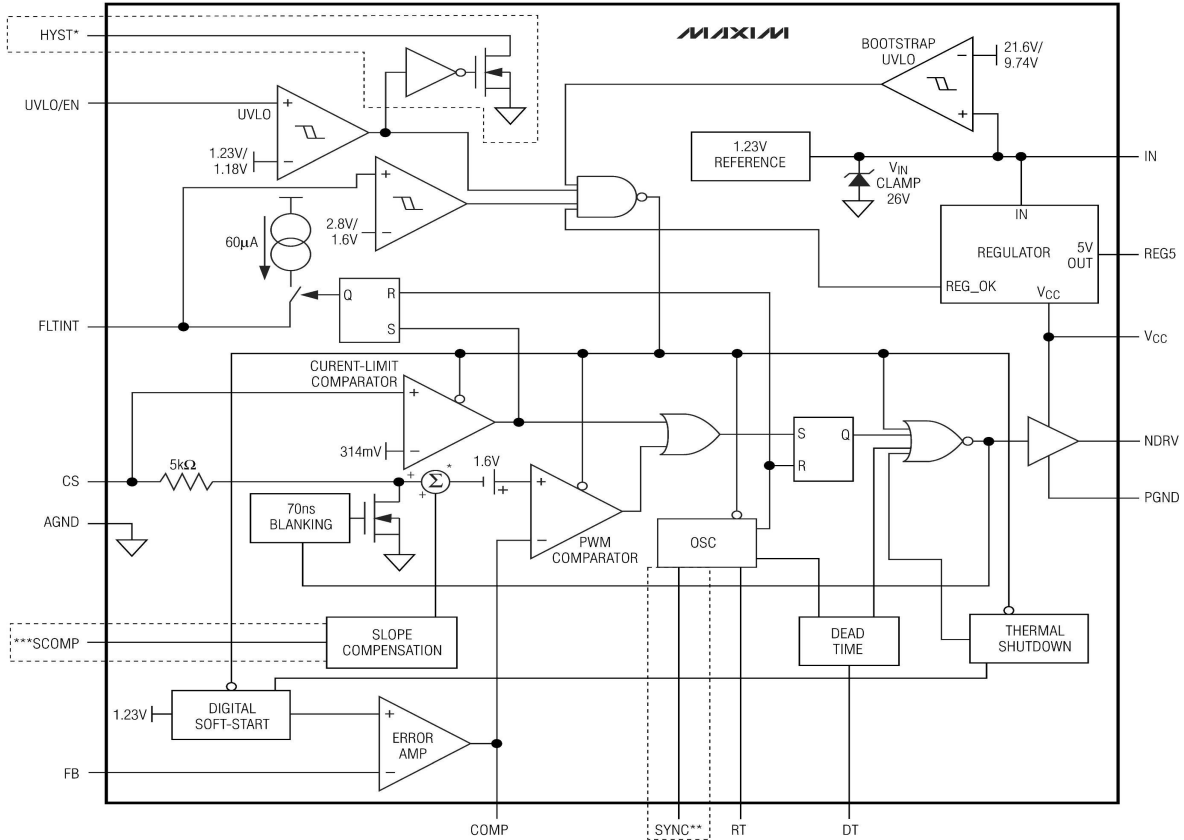 HYST*
MAXIM
BOOTSTRAP
UVLO
-
21.6V/
9.74V
+
UVLO/EN
UVLO
+
1.23V/
1.18V
-
1.23V
REFERENCE
VIN
CLAMP
26V
IN
+
2.8V/
1.6V
-
60μA
IN
REGULATOR
5V
OUT
REG5
REG_OK
VCC
Q
R
S
FLTINT
VCC
CURENT-LIMIT
COMPARATOR
+
314mV
-
S
Q
R
NDRV
CS
5kΩ
+
Σ
*
+
1.6V
+
+
-
PWM
COMPARATOR
PGND
70ns
BLANKING
AGND
OSC
***SCOMP
SLOPE
COMPENSATION
DEAD
TIME
THERMAL
SHUTDOWN
1.23V
DIGITAL
SOFT-START
+
ERROR
AMP
-
FB
COMP
SYNC**
RT
DT